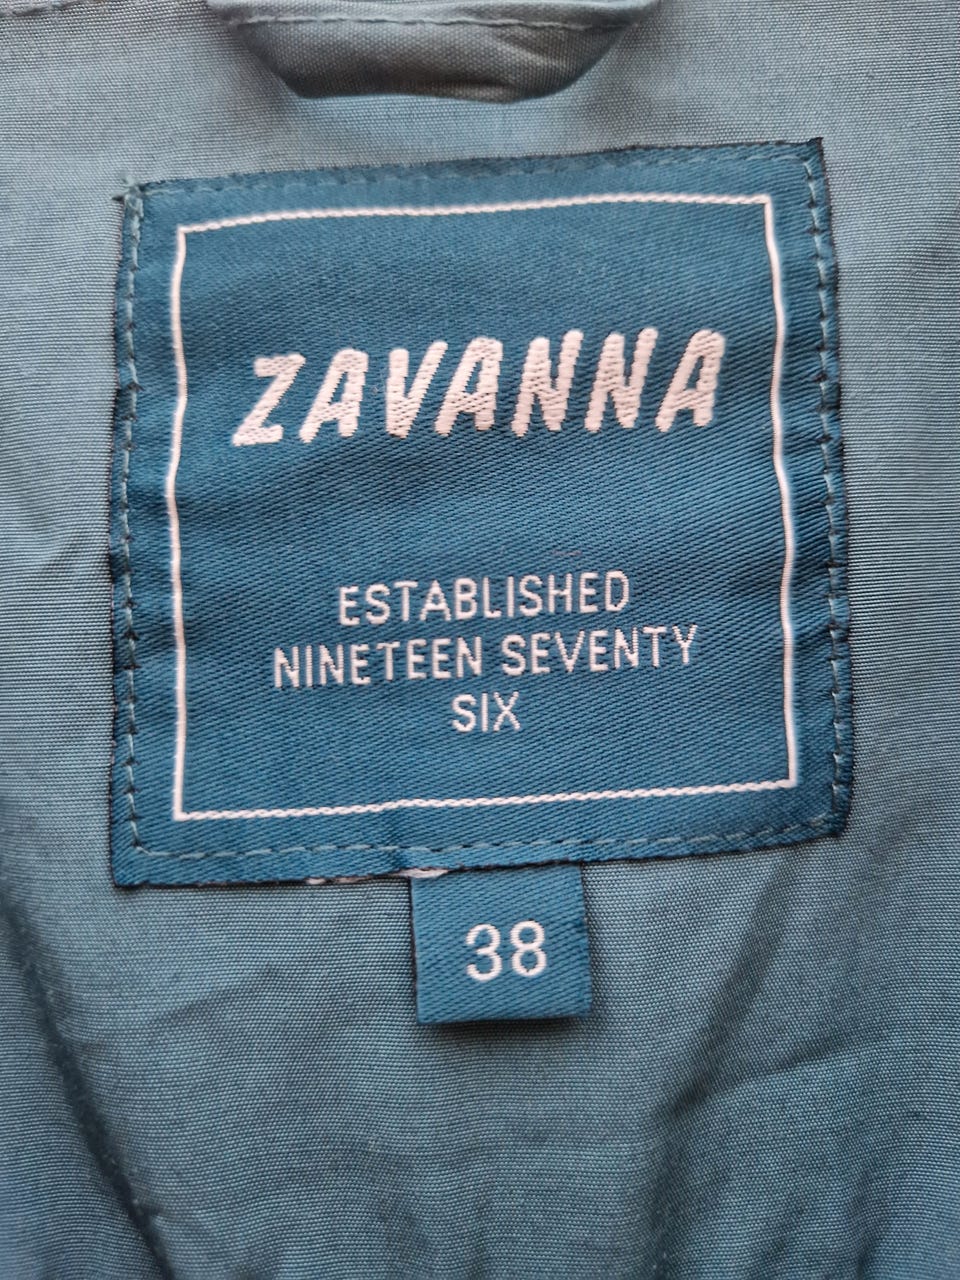 ZAVANNA
ESTABLISHED
NINETEEN SEVENTY
SIX
38